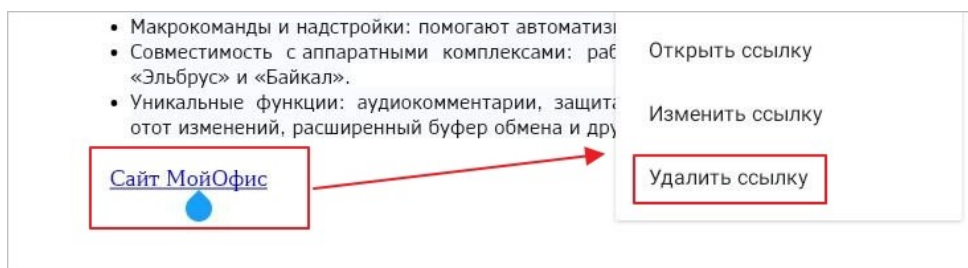 • Макрокоманды и надстройки: помогают автоматиз
• Совместимость с аппаратными комплексами: раб
«Эльбрус» и «Байкал».
• Уникальные функции: аудиокомментарии, защита
отот изменений, расширенный буфер обмена и дру
Сайт МойОфис
Открыть ссылку
Изменить ссылку
Удалить ссылку